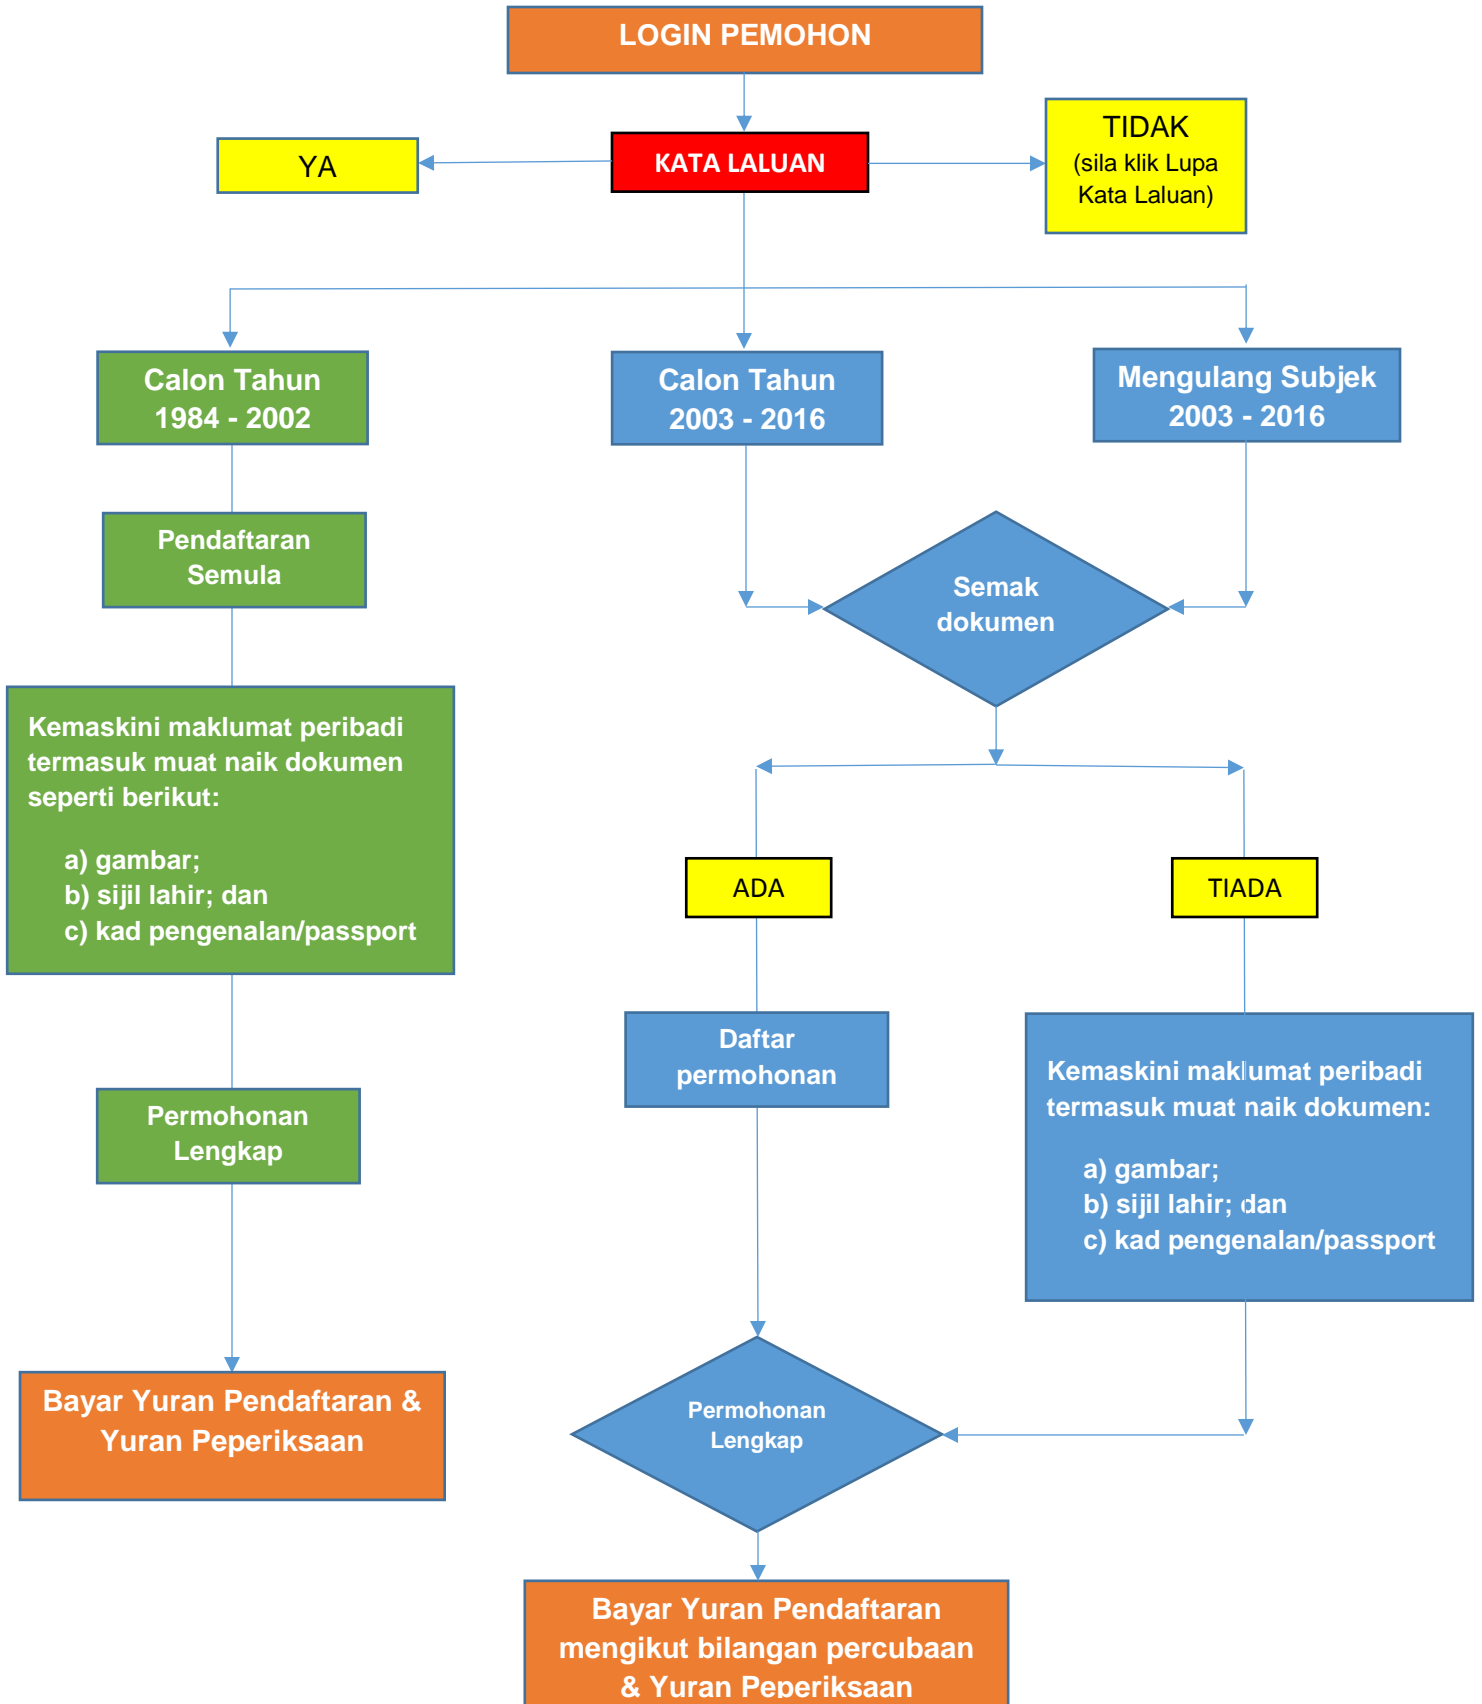 LOGIN PEMOHON
YA
KATA LALUAN
TIDAK
(sila klik Lupa
Kata Laluan)
Calon Tahun
1984 - 2002
Calon Tahun
2003 - 2016
Mengulang Subjek
2003 - 2016
Pendaftaran
Semula
Semak
dokumen
Kemaskini maklumat peribadi
termasuk muat naik dokumen
seperti berikut:
a) gambar;
b) sijil lahir; dan
c) kad pengenalan/passport
ADA
TIADA
Daftar
permohonan
Kemaskini maklumat peribadi
termasuk muat naik dokumen:
a) gambar;
b) sijil lahir; dan
c) kad pengenalan/passport
Permohonan
Lengkap
Bayar Yuran Pendaftaran &
Yuran Peperiksaan
Permohonan
Lengkap
Bayar Yuran Pendaftaran
mengikut bilangan percubaan
& Yuran Peperiksaan